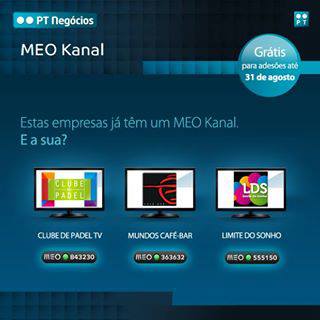 PT Negócios
PT
MEO Kanal
Grátis
para adesões até
31 de agosto
Estas empresas já têm um MEO Kanal.
E a sua?
CLUBE
PADEL
LDS
CLUBE DE PADEL TV
MUNDOS CAFÉ-BAR
LIMITE DO SONHO
MEO 843230
MEO 363632
MEO 555150